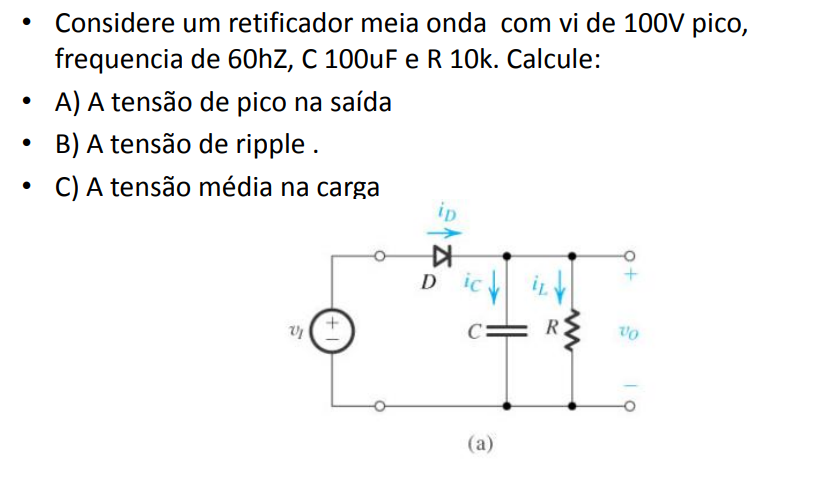 • Considere um retificador meia onda com vi de 100V pico,
frequencia de 60hZ, C 100uF e R 10k. Calcule:
• A) A tensão de pico na saída
• B) A tensão de ripple .
• C) A tensão média na carga
iD
D iC iL
+
vI + − C R vO
−
(a)